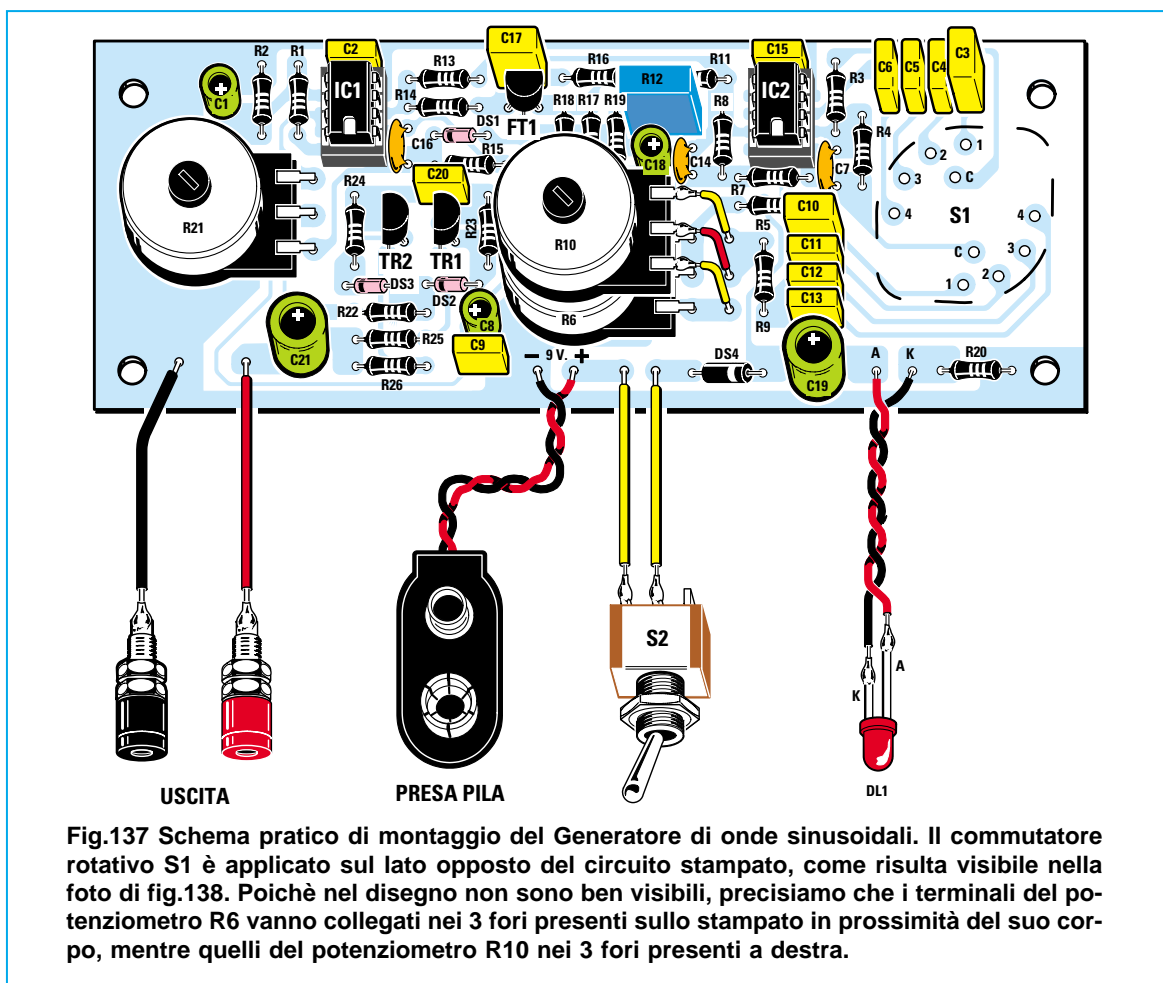 C17
R2 R1 C2 R13 R16 R11 C15 R3 C6 C5 C4 C3
C1 IC1 R14 R12 R8 IC2
DS1 FT1 R18 R17 R19 R4
C16 R15 C18 C14 C7 2 1
C20 R7 3 C
R24 R23 R5 C10 4 S1 4
R21 R10 C11 C 3
TR2 TR1 C12 1 2
DS3 DS2 R9 C13
R22 C8 R6
C21 R25 C9 – 9 V. + DS4 C19 A K R20
R26
S2
A
K
USCITA PRESA PILA DL1
Fig.137 Schema pratico di montaggio del Generatore di onde sinusoidali. Il commutatore
rotativo S1 è applicato sul lato opposto del circuito stampato, come risulta visibile nella
foto di fig.138. Poichè nel disegno non sono ben visibili, precisiamo che i terminali del po-
tenziometro R6 vanno collegati nei 3 fori presenti sullo stampato in prossimità del suo cor-
po, mentre quelli del potenziometro R10 nei 3 fori presenti a destra.